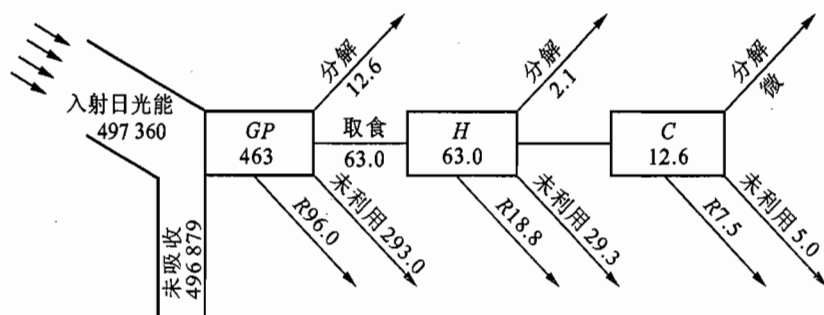 入射日光能
497 360
未吸收
496 879
GP
463
分解
12.6
取食
63.0
R96.0
未利用293.0
H
63.0
分解
2.1
R18.8
未利用29.3
C
12.6
分解
微
R7.5
未利用5.0